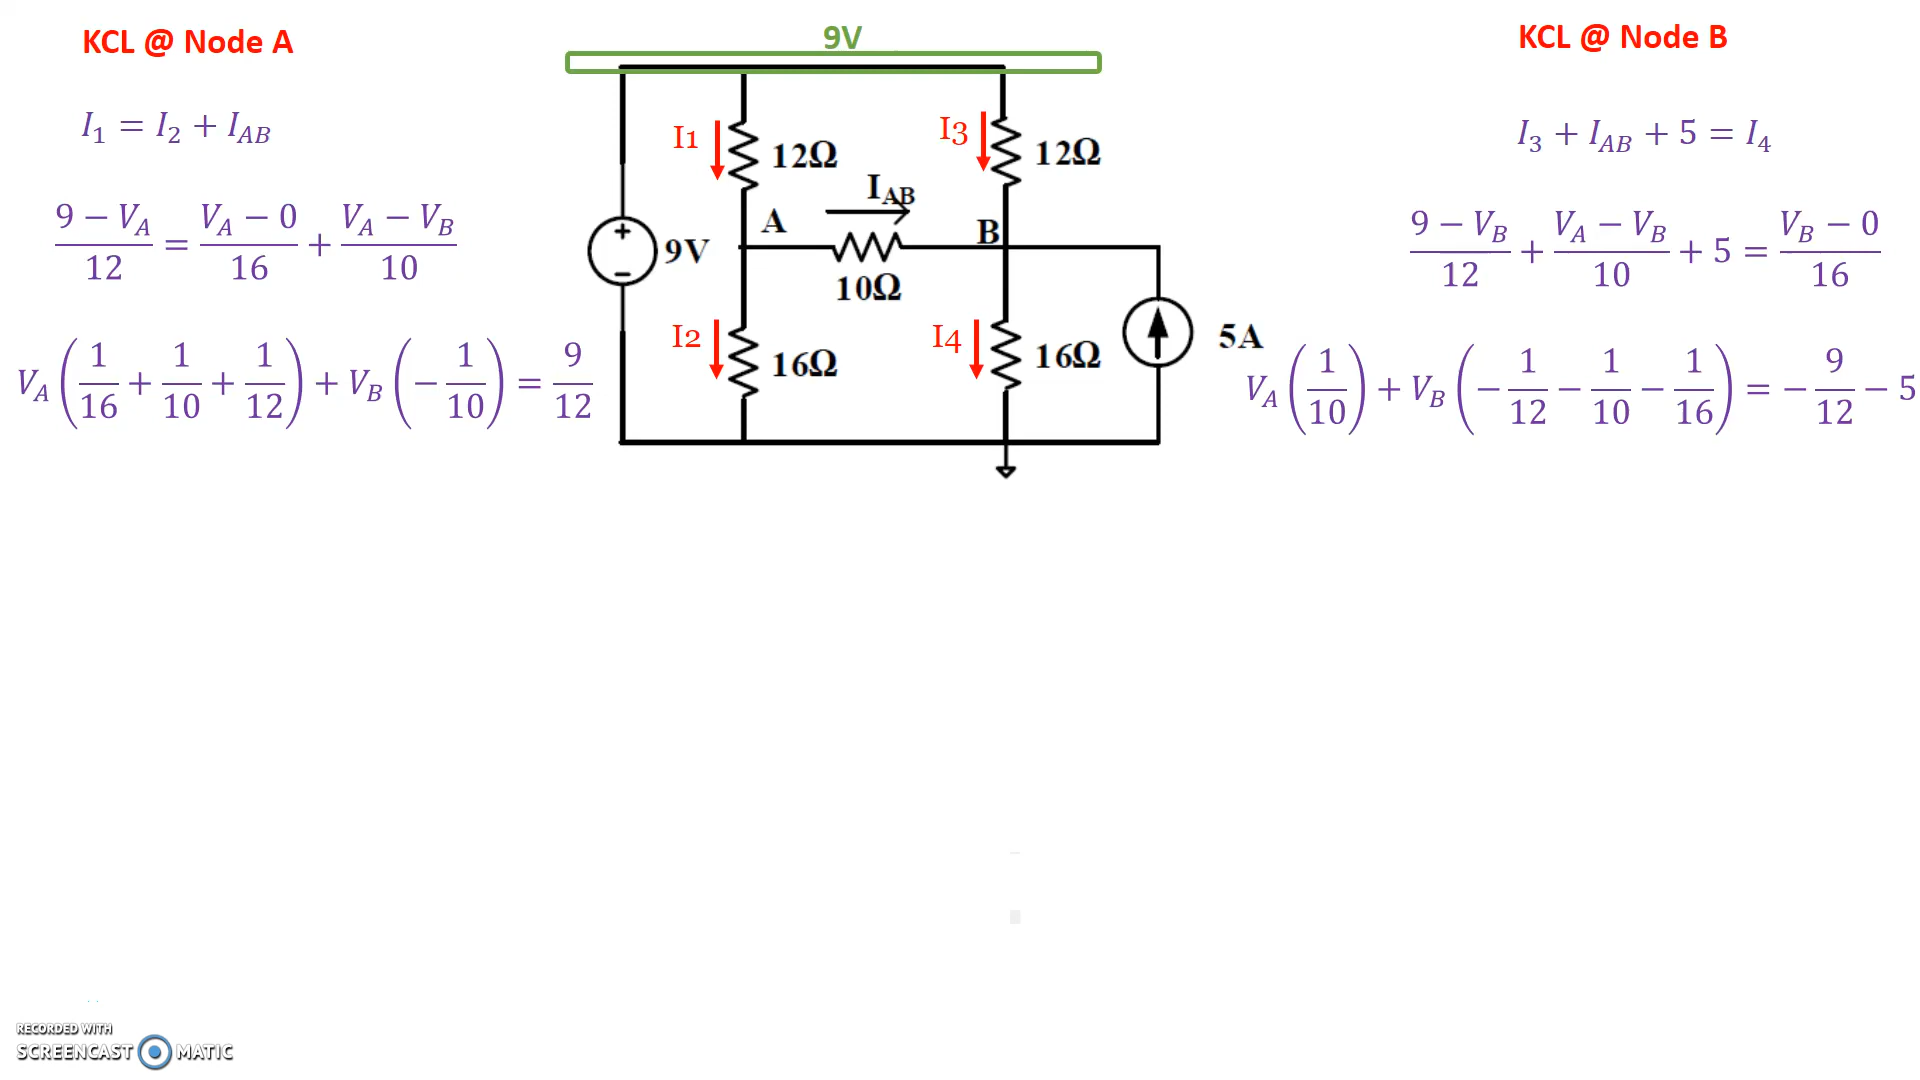 KCL @ Node A
I₁ = I₂ + I_AB
(9 − V_A)/12 = (V_A − 0)/16 + (V_A − V_B)/10
V_A(1/16 + 1/10 + 1/12) + V_B(−1/10) = 9/12
9V
I1
12Ω
I3
12Ω
I_AB
A
B
9V
10Ω
I2
16Ω
I4
16Ω
5A
KCL @ Node B
I₃ + I_AB + 5 = I₄
(9 − V_B)/12 + (V_A − V_B)/10 + 5 = (V_B − 0)/16
V_A(1/10) + V_B(−1/12 − 1/10 − 1/16) = −9/12 − 5
RECORDED WITH
SCREENCAST MATIC